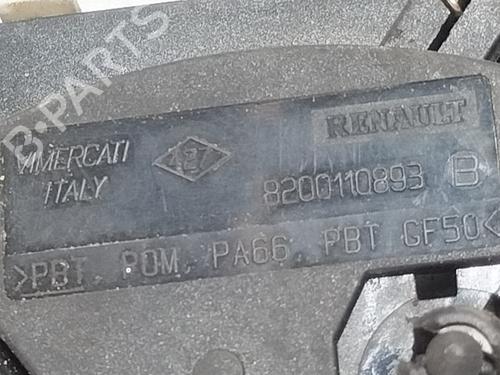 B-PARTS
VIMERCATI
ITALY
427
RENAULT
8200110893 B
>PBT, POM, PA66, PBT GF50<